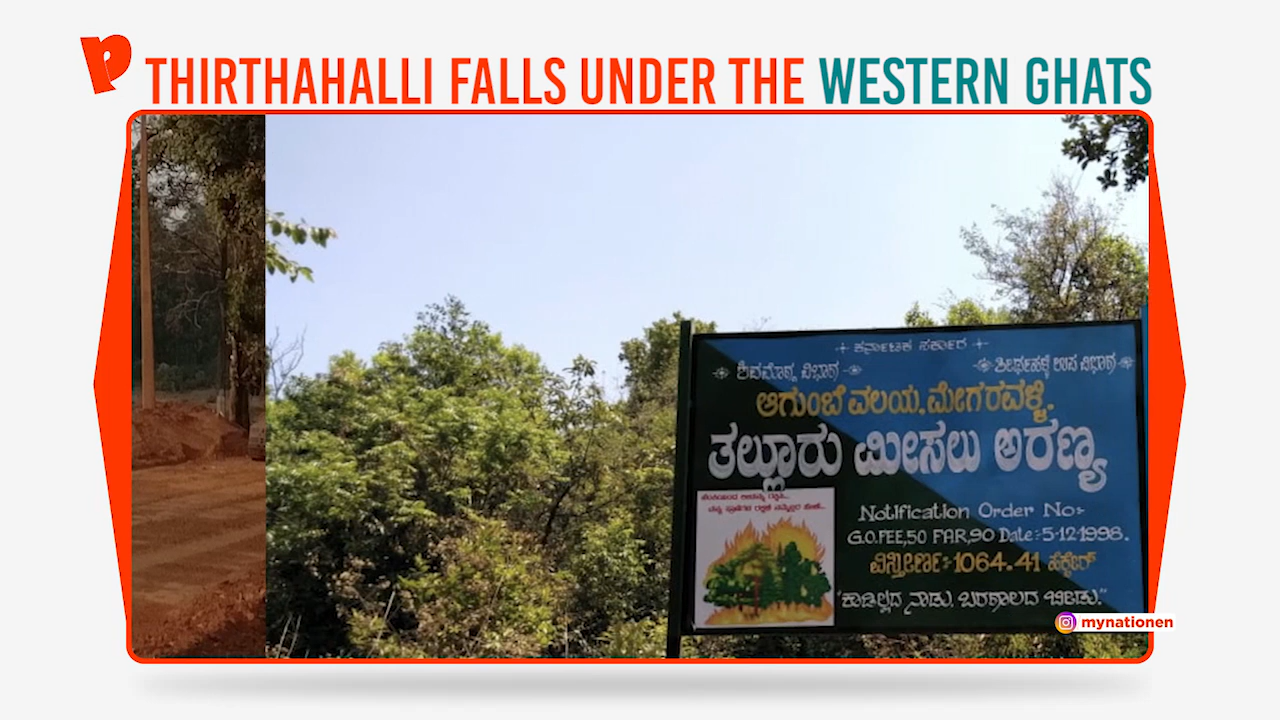 THIRTHAHALLI FALLS UNDER THE WESTERN GHATS
ಕರ್ನಾಟಕ ಸರ್ಕಾರ
ಶಿವಮೊಗ್ಗ ವಿಭಾಗ ತೀರ್ಥಹಳ್ಳಿ ಉಪ ವಿಭಾಗ
ಆಗುಂಬೆ ವಲಯ, ಮೇಗರವಳ್ಳಿ.
ತಲ್ಲೂರು ಮೀಸಲು ಅರಣ್ಯ
Notification Order No:-
G.O.FEE,50 FAR,90 Date:-5-12-1998.
ವಿಸ್ತೀರ್ಣ:-1064.41 ಹೆಕ್ಟೇರ್
"ಕಾಡಿಲ್ಲದ ನಾಡು, ಬರಗಾಲದ ಬೀಡು."
mynationen